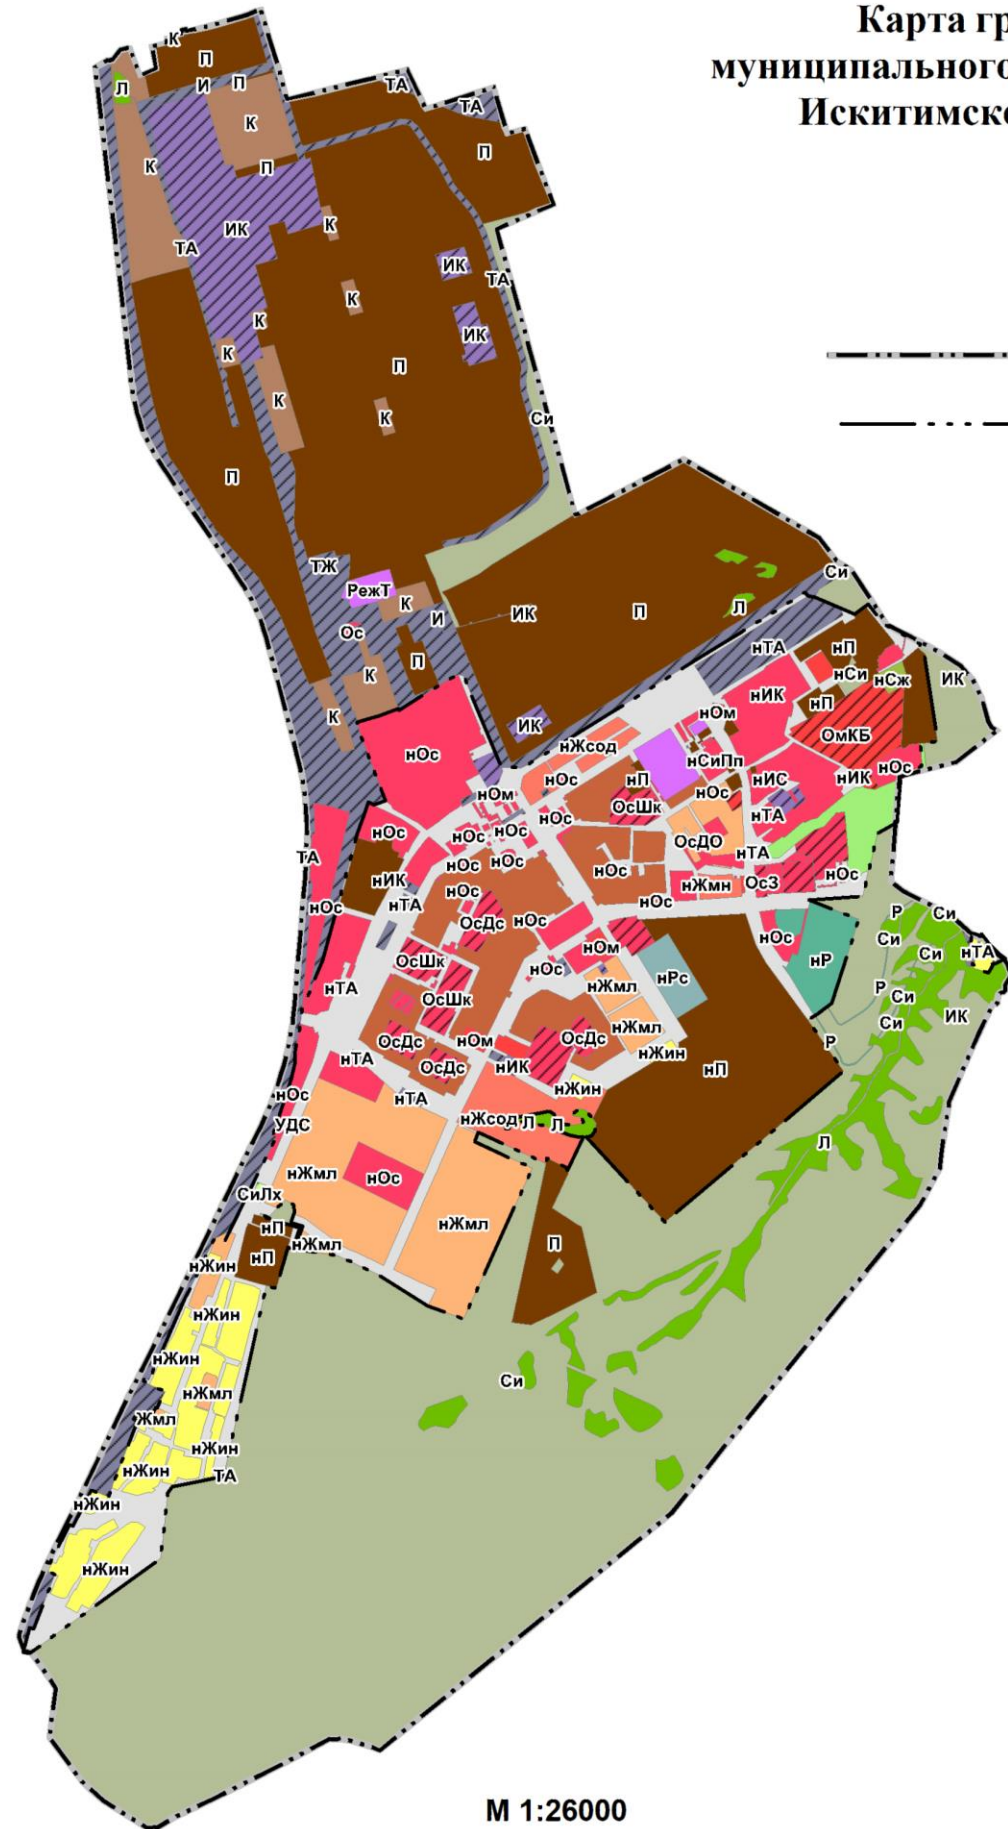 Карта гр
муниципального
Искитимско
К
П
Л
И
П
ТА
ТА
К
П
К
П
ИК
К
ТА
ИК
ТА
К
К
ИК
К
П
К
К
Си
П
ТЖ
РежТ
Си
К
И
ИК
П
Л
Ос
нТА
нП
П
К
нСи
нСж
ИК
К
нП
нОм
нИК
ИК
ОмКБ
нЖсод
нОс
нСиПп
нОс
нОс
нП
нИС
нИК
нОм
ОсШк
нОс
нОс
нТА
нОс
нОс
нОс
ОсДО
нТА
ТА
нОс
нОс
нОс
нИК
нОс
нЖмн
ОсЗ
нОс
нТА
нОс
нОс
ОсДс
нОс
Р
Си
нОс
нОм
Си
Си
нТА
ОсШк
нОс
нРс
нР
нТА
нЖмл
Р
Си
ОсШк
Си
ИК
нЖмл
ОсДс
нОм
ОсДс
Р
нЖин
нТА
ОсДс
нИК
нП
нЖин
нОс
нТА
УДС
нЖсод
Л
Л
Л
нЖмл
нОс
СиЛх
нЖмл
нП
нЖмл
П
нП
нЖин
нЖин
нЖин
Си
нЖмл
Жмл
нЖин
нЖин
ТА
нЖин
нЖин
М 1:26000